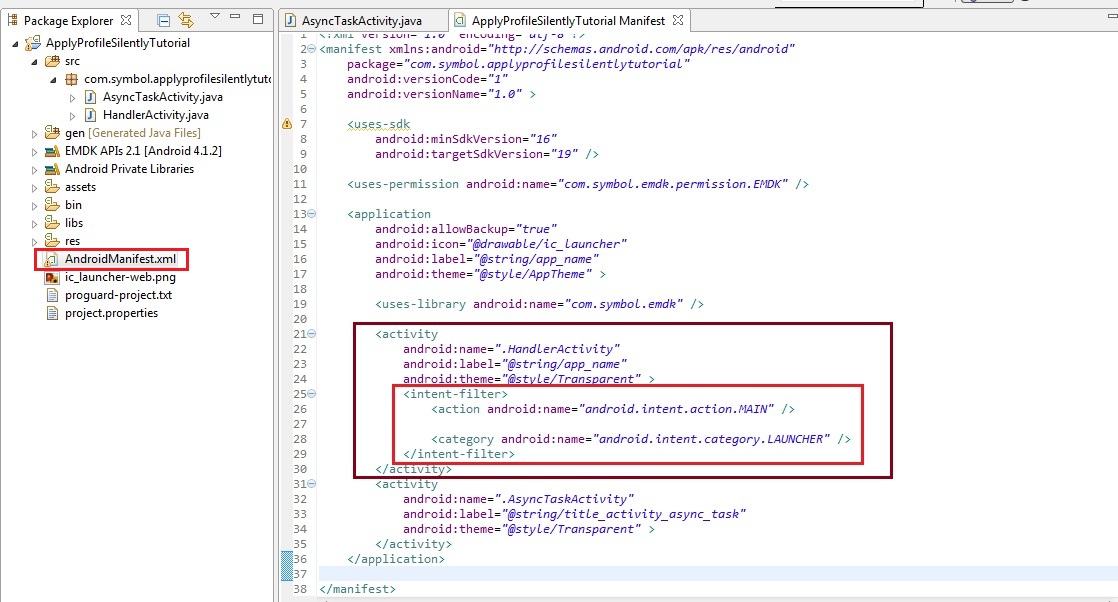 Package Explorer
ApplyProfileSilentlyTutorial
src
com.symbol.applyprofilesilentlytuto
AsyncTaskActivity.java
HandlerActivity.java
gen [Generated Java Files]
EMDK APIs 2.1 [Android 4.1.2]
Android Private Libraries
assets
bin
libs
res
AndroidManifest.xml
ic_launcher-web.png
proguard-project.txt
project.properties
AsyncTaskActivity.java ApplyProfileSilentlyTutorial Manifest
1 <?xml version="1.0" encoding="utf-8"?>
2 <manifest xmlns:android="http://schemas.android.com/apk/res/android"
3 package="com.symbol.applyprofilesilentlytutorial"
4 android:versionCode="1"
5 android:versionName="1.0" >
6
7 <uses-sdk
8 android:minSdkVersion="16"
9 android:targetSdkVersion="19" />
10
11 <uses-permission android:name="com.symbol.emdk.permission.EMDK" />
12
13 <application
14 android:allowBackup="true"
15 android:icon="@drawable/ic_launcher"
16 android:label="@string/app_name"
17 android:theme="@style/AppTheme" >
18
19 <uses-library android:name="com.symbol.emdk" />
20
21 <activity
22 android:name=".HandlerActivity"
23 android:label="@string/app_name"
24 android:theme="@style/Transparent" >
25 <intent-filter>
26 <action android:name="android.intent.action.MAIN" />
27
28 <category android:name="android.intent.category.LAUNCHER" />
29 </intent-filter>
30 </activity>
31 <activity
32 android:name=".AsyncTaskActivity"
33 android:label="@string/title_activity_async_task"
34 android:theme="@style/Transparent" >
35 </activity>
36 </application>
37
38 </manifest>